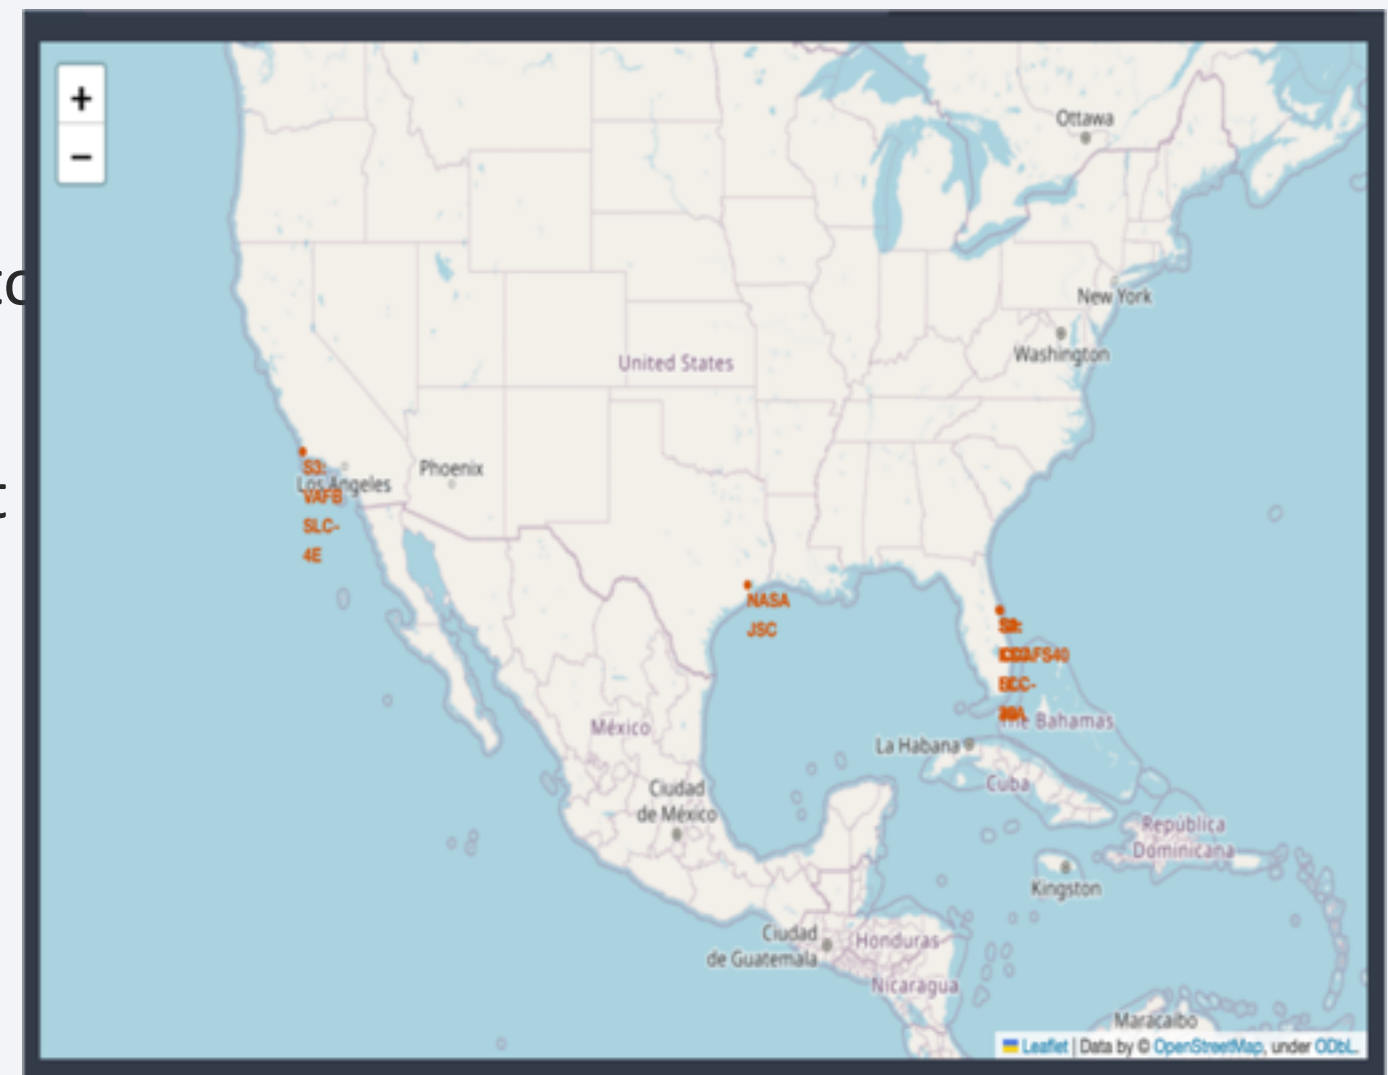 +
−
Ottawa
New York
Washington
United States
Phoenix
Los Angeles
S3:
VAFB
SLC-
4E
NASA
JSC
México
The Bahamas
La Habana
Cuba
Ciudad
de México
República
Dominicana
Kingston
Ciudad
de Guatemala
Honduras
Nicaragua
Maracaibo
Leaflet | Data by © OpenStreetMap, under ODbL.